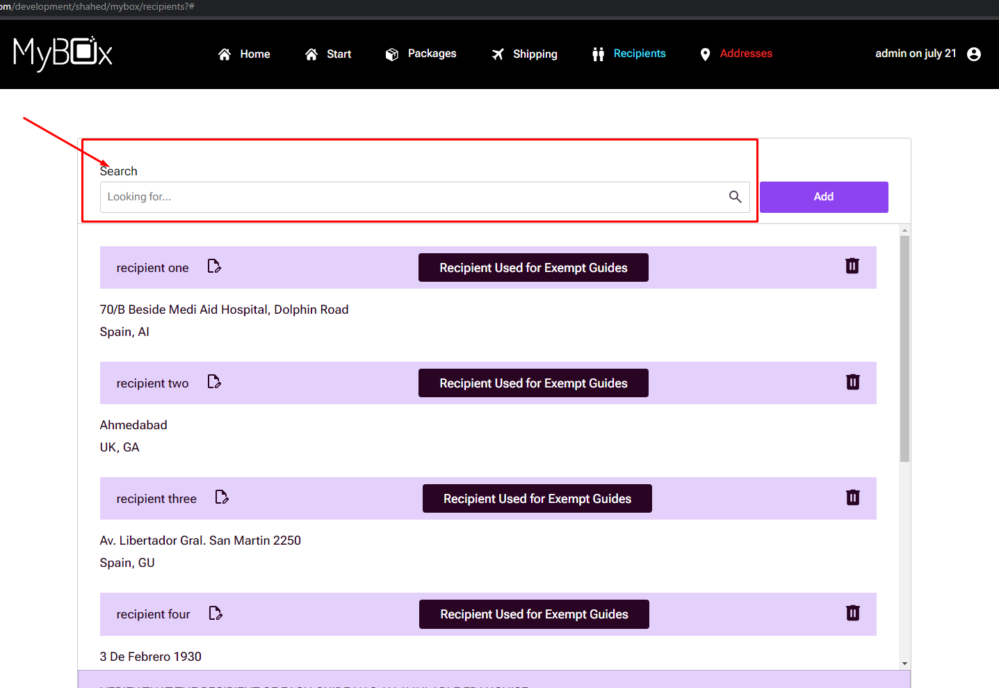 om/development/shahed/mybox/recipients?#
MyBOx
Home
Start
Packages
Shipping
Recipients
Addresses
admin on july 21
Search
Looking for...
Add
recipient one
Recipient Used for Exempt Guides
70/B Beside Medi Aid Hospital, Dolphin Road
Spain, AI
recipient two
Recipient Used for Exempt Guides
Ahmedabad
UK, GA
recipient three
Recipient Used for Exempt Guides
Av. Libertador Gral. San Martin 2250
Spain, GU
recipient four
Recipient Used for Exempt Guides
3 De Febrero 1930